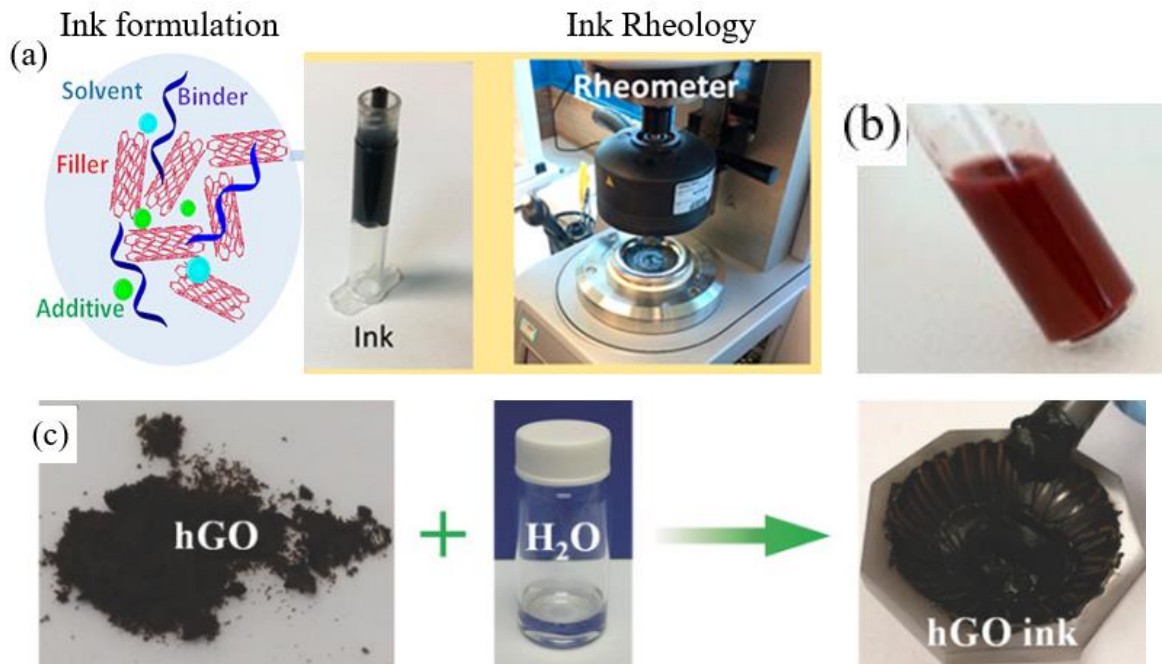 Ink formulation
Ink Rheology
(a)
Solvent
Binder
Filler
Additive
Ink
Rheometer
(b)
(c)
hGO
+
H₂O
hGO ink